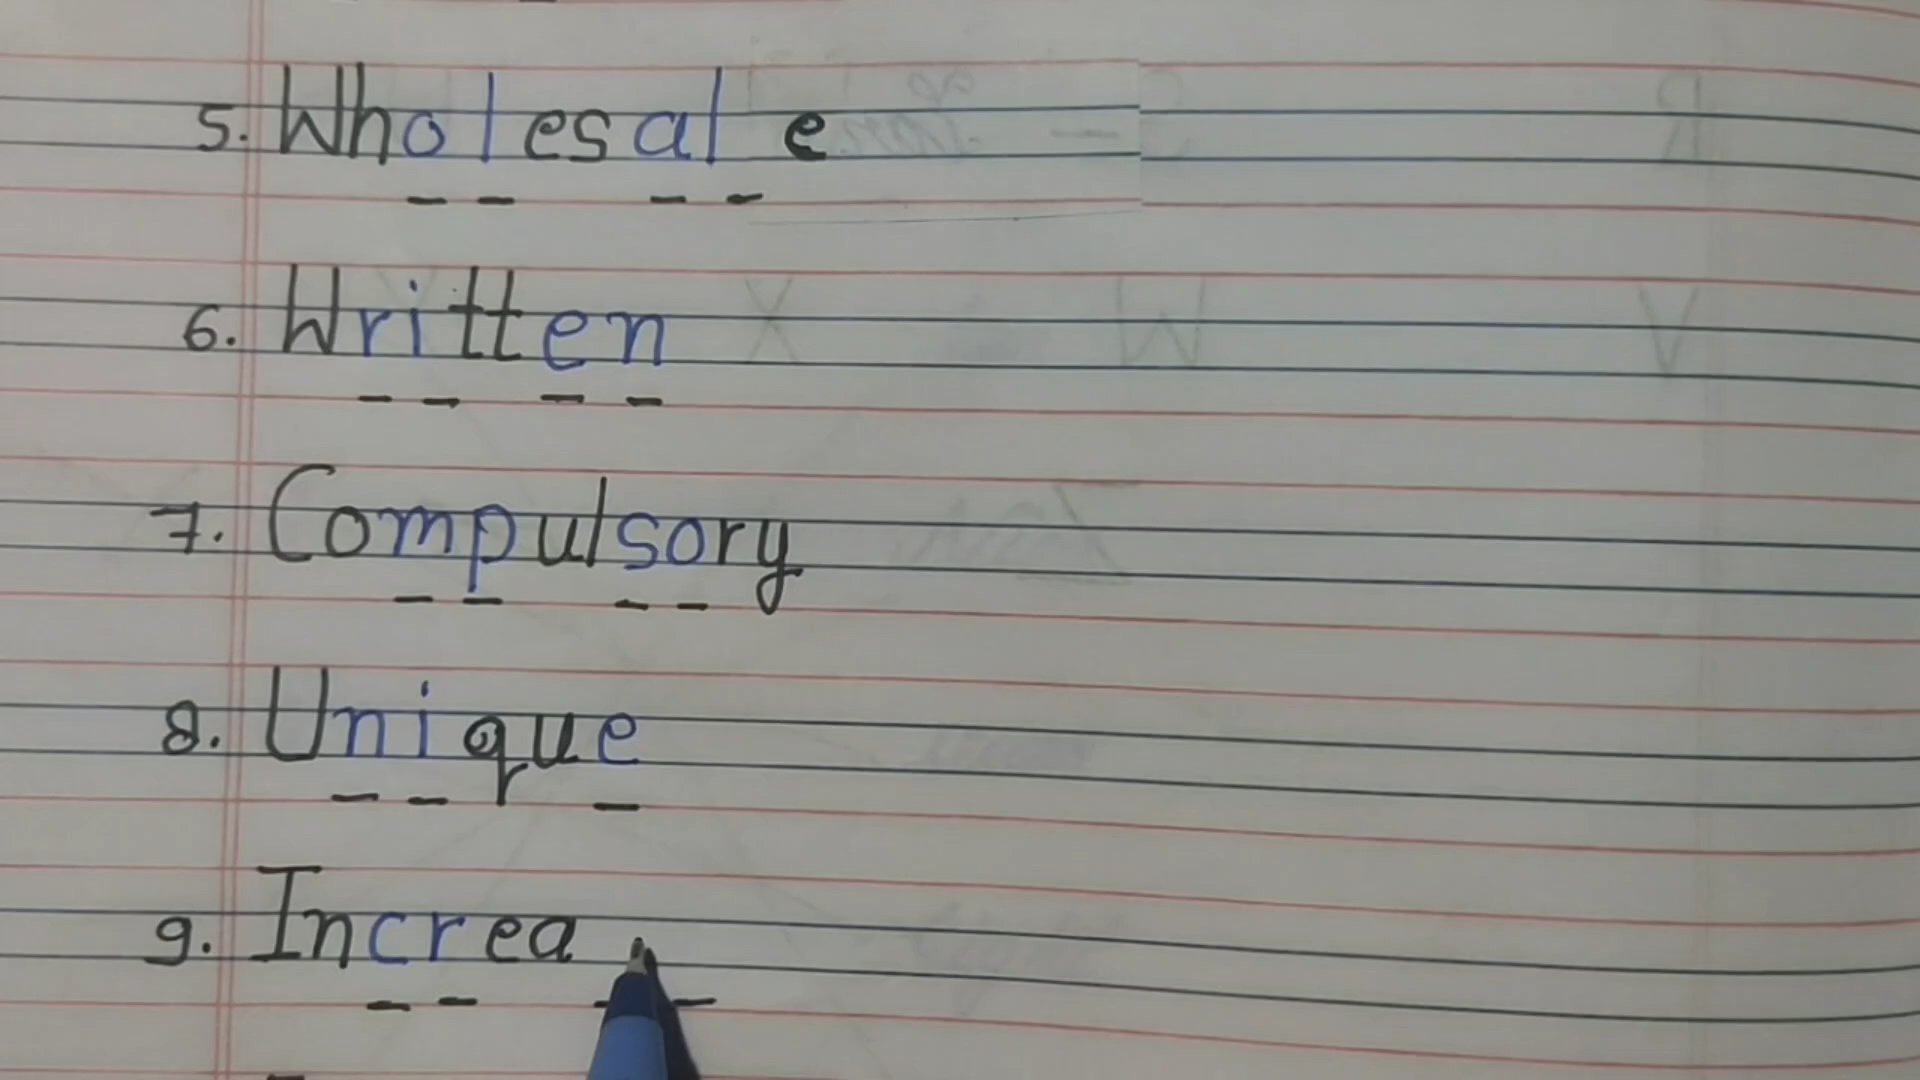 5. Wholesale
6. Written
7. Compulsory
8. Unique
9. Increa